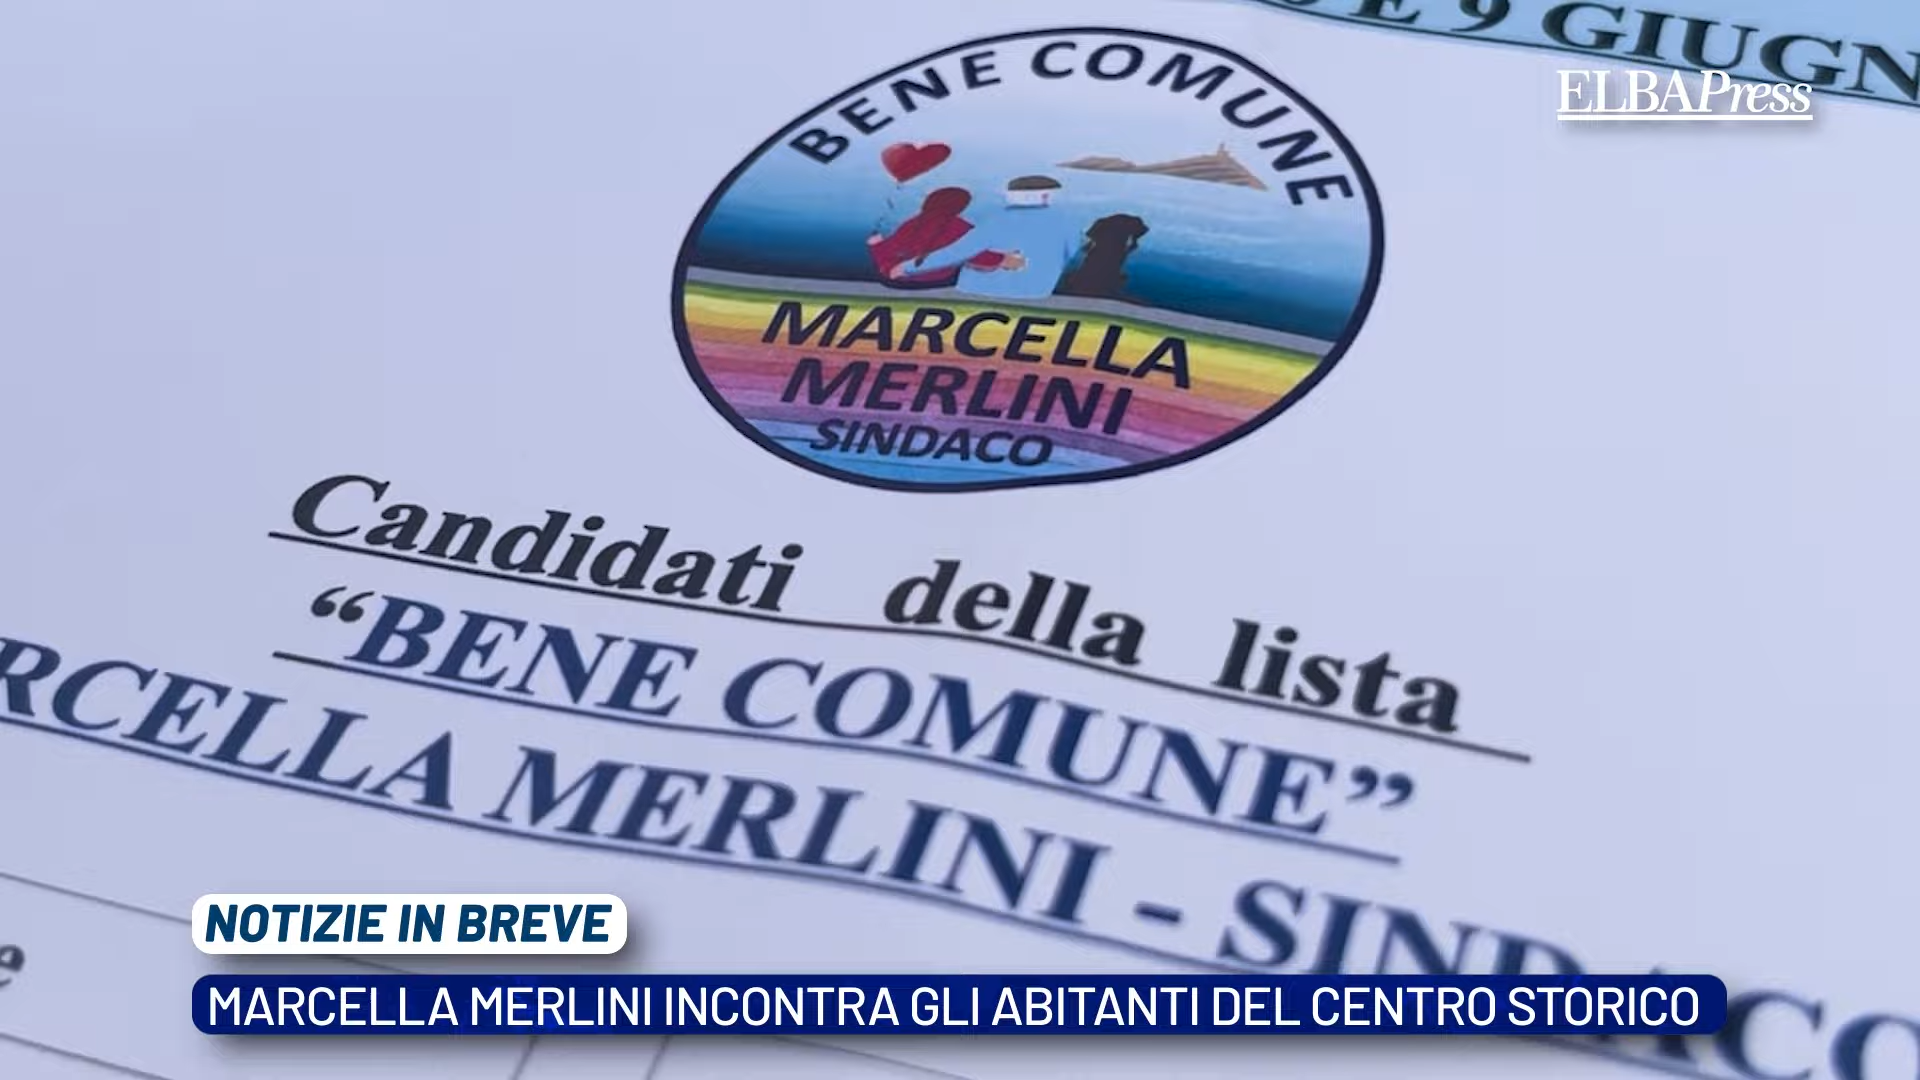 E 9 GIUGN
ELBAPress
BENE COMUNE
MARCELLA
MERLINI
SINDACO
Candidati della lista
“BENE COMUNE”
RCELLA MERLINI - SINDACO
NOTIZIE IN BREVE
MARCELLA MERLINI INCONTRA GLI ABITANTI DEL CENTRO STORICO